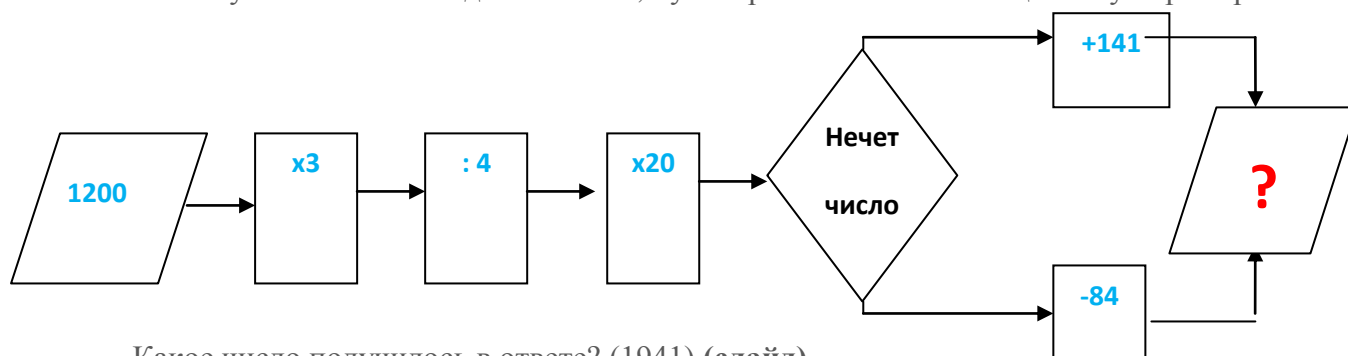 +141
Нечет
число
1200
x3
: 4
x20
?
-84
Какое число получилось в ответе? (1941) (слайд)